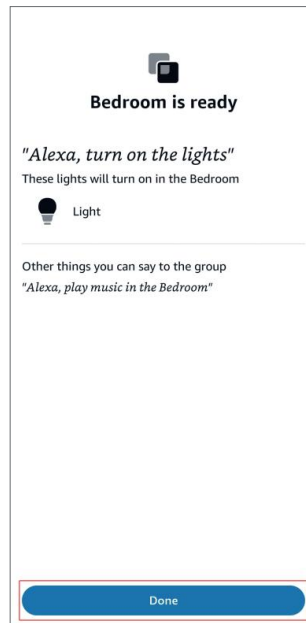 Bedroom is ready
"Alexa, turn on the lights"
These lights will turn on in the Bedroom
Light
Other things you can say to the group
"Alexa, play music in the Bedroom"
Done